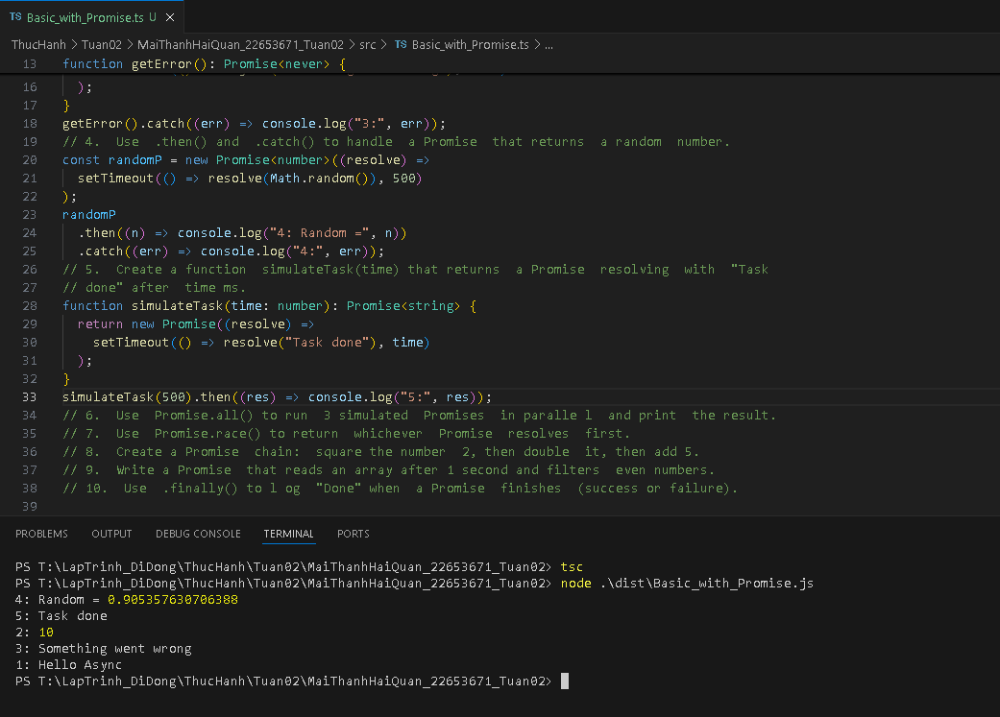 TS Basic_with_Promise.ts U ×
ThucHanh > Tuan02 > MaiThanhHaiQuan_22653671_Tuan02 > src > TS Basic_with_Promise.ts > ...
13 function getError(): Promise<never> {
16 );
17 }
18 getError().catch((err) => console.log("3:", err));
19 // 4.  Use  .then() and  .catch() to handle  a Promise  that returns  a random  number.
20 const randomP = new Promise<number>((resolve) =>
21   setTimeout(() => resolve(Math.random()), 500)
22 );
23 randomP
24   .then((n) => console.log("4: Random =", n))
25   .catch((err) => console.log("4:", err));
26 // 5.  Create a function  simulateTask(time) that returns  a Promise  resolving  with  "Task
27 // done" after  time ms.
28 function simulateTask(time: number): Promise<string> {
29   return new Promise((resolve) =>
30     setTimeout(() => resolve("Task done"), time)
31   );
32 }
33 simulateTask(500).then((res) => console.log("5:", res));
34 // 6.  Use  Promise.all() to run  3 simulated  Promises  in paralle l  and print  the result.
35 // 7.  Use  Promise.race() to return  whichever  Promise  resolves  first.
36 // 8.  Create a Promise  chain:  square the number  2, then double  it, then add 5.
37 // 9.  Write a Promise  that reads an array after 1 second and filters  even numbers.
38 // 10.  Use  .finally() to l og  "Done" when  a Promise  finishes  (success or failure).
39
PROBLEMS OUTPUT DEBUG CONSOLE TERMINAL PORTS
PS T:\LapTrinh_DiDong\ThucHanh\Tuan02\MaiThanhHaiQuan_22653671_Tuan02> tsc
PS T:\LapTrinh_DiDong\ThucHanh\Tuan02\MaiThanhHaiQuan_22653671_Tuan02> node .\dist\Basic_with_Promise.js
4: Random = 0.905357630706388
5: Task done
2: 10
3: Something went wrong
1: Hello Async
PS T:\LapTrinh_DiDong\ThucHanh\Tuan02\MaiThanhHaiQuan_22653671_Tuan02>